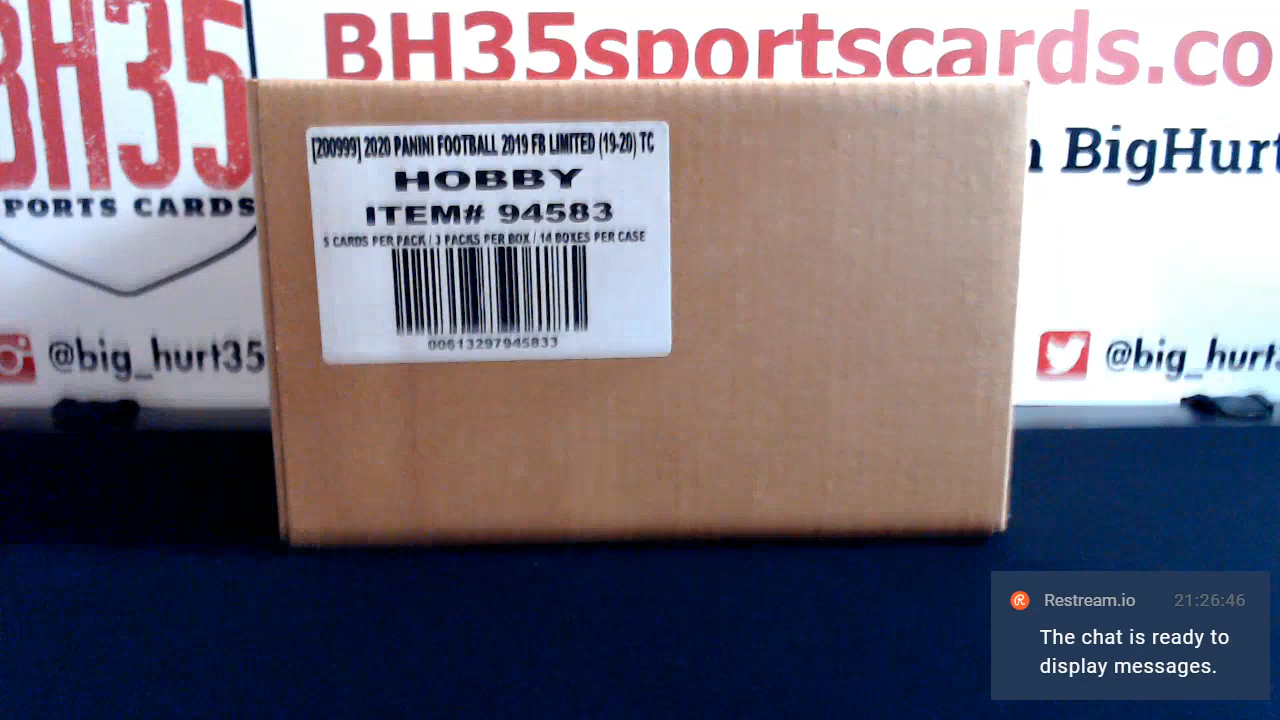 BH35
PORTS CARDS
BH35sportscards.co
BigHurt
[200999] 2020 PANINI FOOTBALL 2019 FB LIMITED (19-20) TC
HOBBY
ITEM# 94583
5 CARDS PER PACK / 3 PACKS PER BOX / 14 BOXES PER CASE
00613297945833
@big_hurt35
@big_hurt
Restream.io 21:26:46
The chat is ready to
display messages.